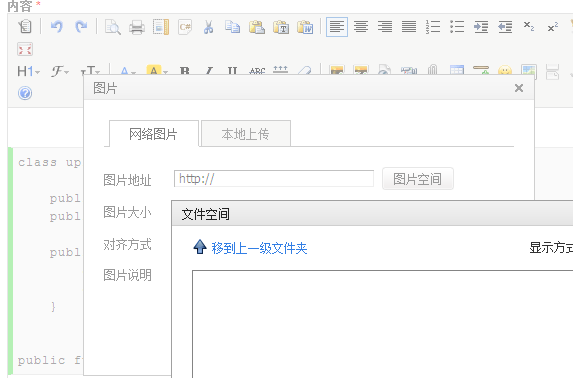 内容 *
H1 ℱ T A A B I U ABC
图片 ×
网络图片 本地上传
class up
图片地址 http:// 图片空间
publ
图片大小
publ
文件空间
对齐方式
移到上一级文件夹 显示方式
publ
图片说明
}
public f